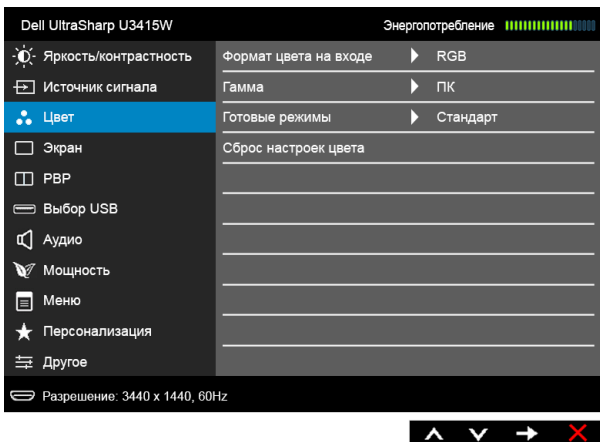 Dell UltraSharp U3415W Энергопотребление
Яркость/контрастность Формат цвета на входе RGB
Источник сигнала Гамма ПК
Цвет Готовые режимы Стандарт
Экран Сброс настроек цвета
PBP
Выбор USB
Аудио
Мощность
Меню
Персонализация
Другое
Разрешение: 3440 x 1440, 60Hz